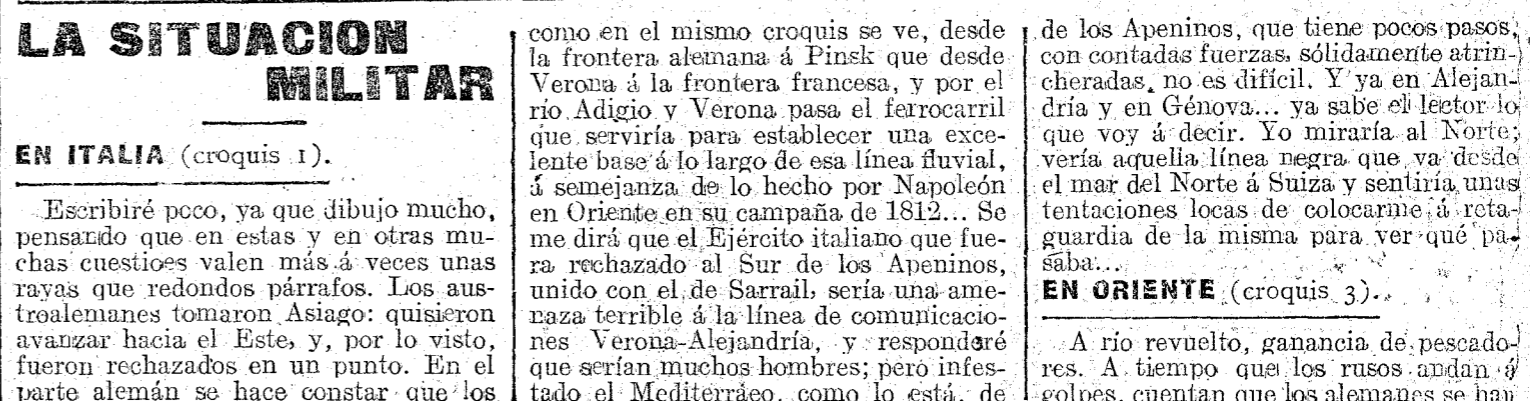 LA SITUACION
MILITAR
EN ITALIA (croquis 1).
Escribiré poco, ya que dibujo mucho,
pensando que en estas y en otras mu-
chas cuestioes valen más á veces unas
rayas que redondos párrafos. Los aus-
troalemanes tomaron Asiago: quisieron
avanzar hacia el Este, y, por lo visto,
fueron rechazados en un punto. En el
parte alemán se hace constar que los
como en el mismo croquis se ve, desde
la frontera alemana á Pinsk que desde
Verona á la frontera francesa, y por el
río Adigio y Verona pasa el ferrocarril
que serviría para establecer una exce-
lente base á lo largo de esa línea fluvial,
á semejanza de lo hecho por Napoleón
en Oriente en su campaña de 1812... Se
me dirá que el Ejército italiano que fue-
ra rechazado al Sur de los Apeninos,
unido con el de Sarrail, sería una ame-
naza terrible á la línea de comunicacio-
nes Verona-Alejandría, y responderé
que serían muchos hombres; pero infes-
tado el Mediterráeo, como lo está, de
de los Apeninos, que tiene pocos pasos,
con contadas fuerzas, sólidamente atrin-
cheradas, no es difícil. Y ya en Alejan-
dría y en Génova... ya sabe el lector lo
que voy á decir. Yo miraría al Norte;
vería aquella línea negra que va desde
el mar del Norte á Suiza y sentiría unas
tentaciones locas de colocarme á reta-
guardia de la misma para ver qué pa-
saba...
EN ORIENTE (croquis 3).
A río revuelto, ganancia de pescado-
res. A tiempo que los rusos andan á
golpes, cuentan que los alemanes se han